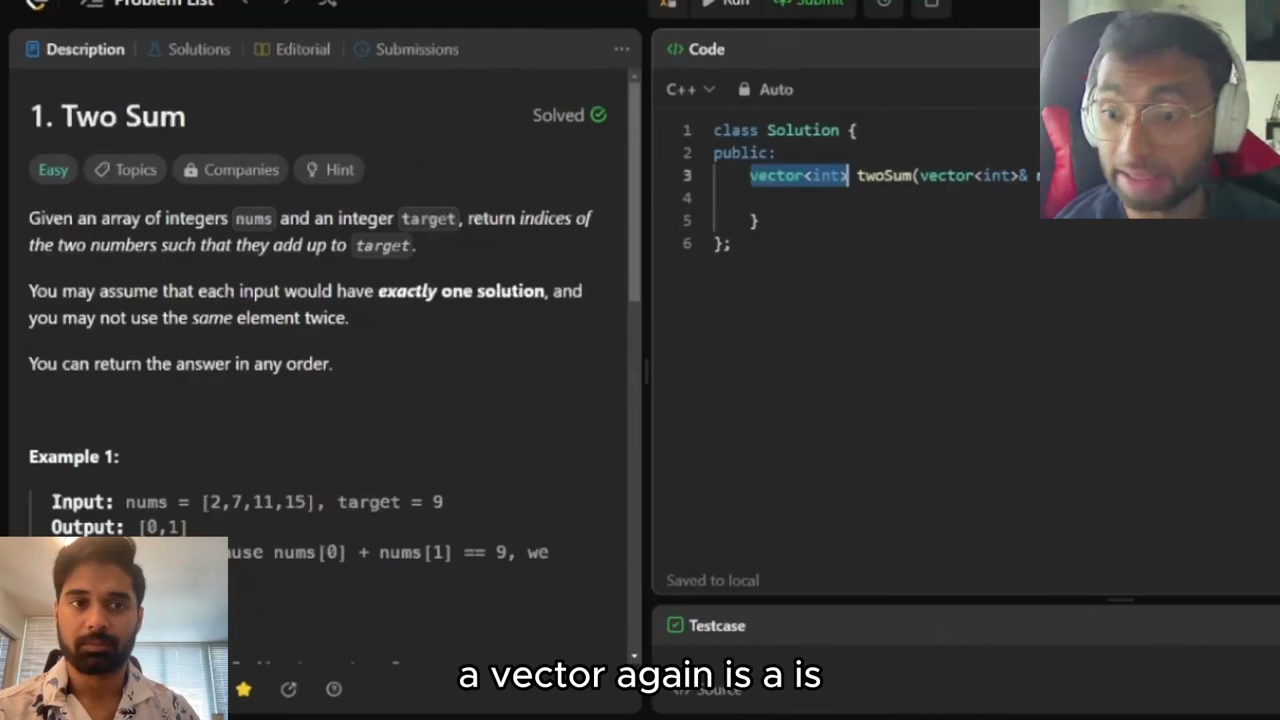 Problem List
Run
Submit
Description
Solutions
Editorial
Submissions
1. Two Sum
Solved
Easy
Topics
Companies
Hint
Given an array of integers nums and an integer target, return indices of
the two numbers such that they add up to target.
You may assume that each input would have exactly one solution, and
you may not use the same element twice.
You can return the answer in any order.
Example 1:
Input: nums = [2,7,11,15], target = 9
Output: [0,1]
nums[0] + nums[1] == 9, we
Code
C++
Auto
1 class Solution {
2 public:
3 vector<int> twoSum(vector<int>&
4
5 }
6 };
Saved to local
Testcase
Source
a vector again is a is